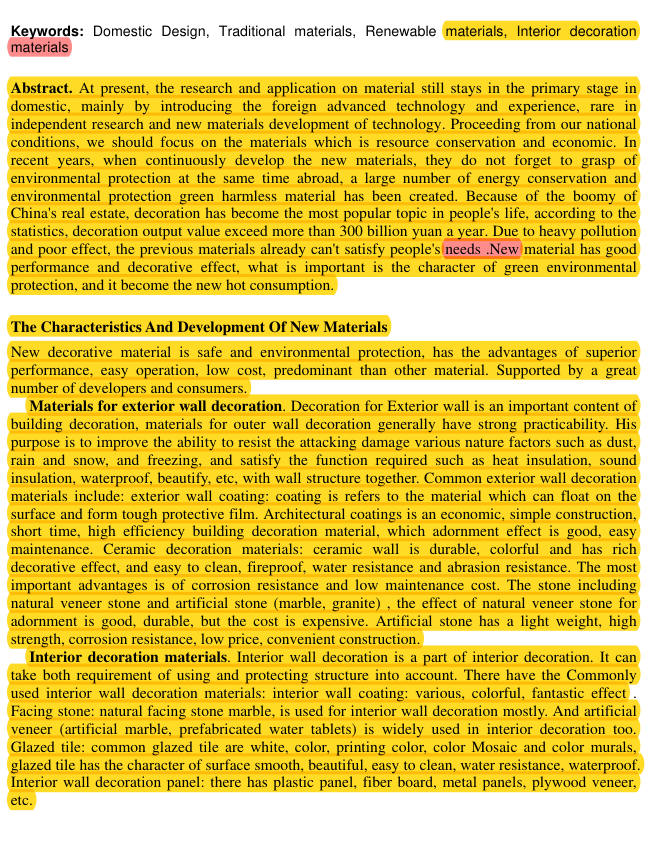 Keywords: Domestic Design, Traditional materials, Renewable materials, Interior decoration
materials
Abstract. At present, the research and application on material still stays in the primary stage in
domestic, mainly by introducing the foreign advanced technology and experience, rare in
independent research and new materials development of technology. Proceeding from our national
conditions, we should focus on the materials which is resource conservation and economic. In
recent years, when continuously develop the new materials, they do not forget to grasp of
environmental protection at the same time abroad, a large number of energy conservation and
environmental protection green harmless material has been created. Because of the boomy of
China's real estate, decoration has become the most popular topic in people's life, according to the
statistics, decoration output value exceed more than 300 billion yuan a year. Due to heavy pollution
and poor effect, the previous materials already can't satisfy people's needs .New material has good
performance and decorative effect, what is important is the character of green environmental
protection, and it become the new hot consumption.
The Characteristics And Development Of New Materials
New decorative material is safe and environmental protection, has the advantages of superior
performance, easy operation, low cost, predominant than other material. Supported by a great
number of developers and consumers.
Materials for exterior wall decoration. Decoration for Exterior wall is an important content of
building decoration, materials for outer wall decoration generally have strong practicability. His
purpose is to improve the ability to resist the attacking damage various nature factors such as dust,
rain and snow, and freezing, and satisfy the function required such as heat insulation, sound
insulation, waterproof, beautify, etc, with wall structure together. Common exterior wall decoration
materials include: exterior wall coating: coating is refers to the material which can float on the
surface and form tough protective film. Architectural coatings is an economic, simple construction,
short time, high efficiency building decoration material, which adornment effect is good, easy
maintenance. Ceramic decoration materials: ceramic wall is durable, colorful and has rich
decorative effect, and easy to clean, fireproof, water resistance and abrasion resistance. The most
important advantages is of corrosion resistance and low maintenance cost. The stone including
natural veneer stone and artificial stone (marble, granite) , the effect of natural veneer stone for
adornment is good, durable, but the cost is expensive. Artificial stone has a light weight, high
strength, corrosion resistance, low price, convenient construction.
Interior decoration materials. Interior wall decoration is a part of interior decoration. It can
take both requirement of using and protecting structure into account. There have the Commonly
used interior wall decoration materials: interior wall coating: various, colorful, fantastic effect .
Facing stone: natural facing stone marble, is used for interior wall decoration mostly. And artificial
veneer (artificial marble, prefabricated water tablets) is widely used in interior decoration too.
Glazed tile: common glazed tile are white, color, printing color, color Mosaic and color murals,
glazed tile has the character of surface smooth, beautiful, easy to clean, water resistance, waterproof.
Interior wall decoration panel: there has plastic panel, fiber board, metal panels, plywood veneer,
etc.